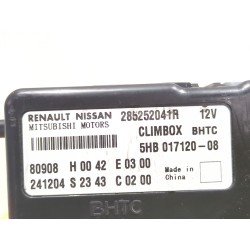 RENAULT NISSAN 285252041R 12V
MITSUBISHI MOTORS
CLIMBOX BHTC
5HB 017120-08
80908 H 00 42 E 03 00
Made in
China
241204 S 23 43 C 02 00
BHTC